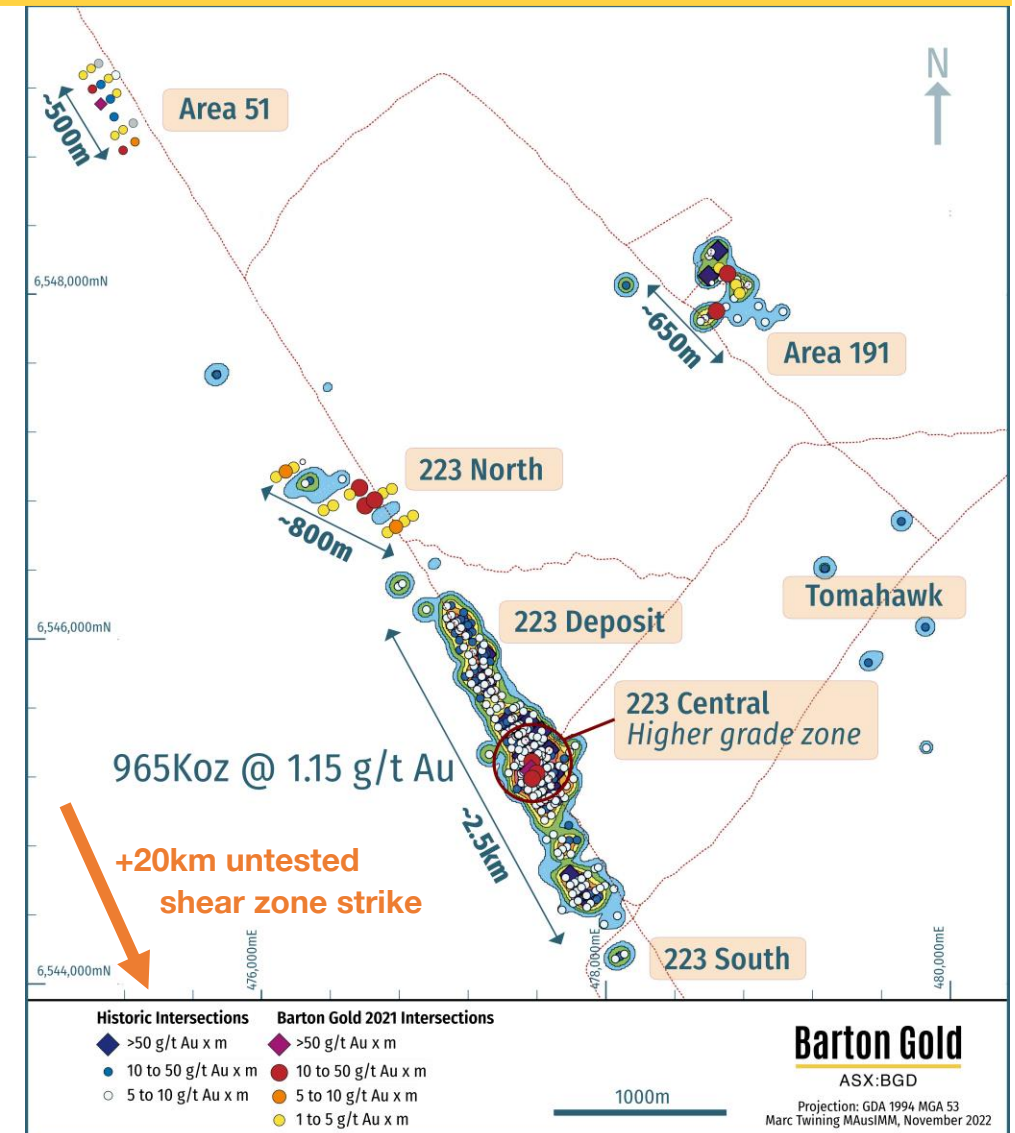 N
Area 51
~500m
6,548,000mN
~650m
Area 191
223 North
~800m
Tomahawk
6,546,000mN
223 Deposit
223 Central
Higher grade zone
965Koz @ 1.15 g/t Au
~2.5km
+20km untested
shear zone strike
476,000mE
478,000mE
480,000mE
223 South
6,544,000mN
Historic Intersections
>50 g/t Au x m
10 to 50 g/t Au x m
5 to 10 g/t Au x m
Barton Gold 2021 Intersections
>50 g/t Au x m
10 to 50 g/t Au x m
5 to 10 g/t Au x m
1 to 5 g/t Au x m
1000m
Barton Gold
ASX:BGD
Projection: GDA 1994 MGA 53
Marc Twining MAusIMM, November 2022